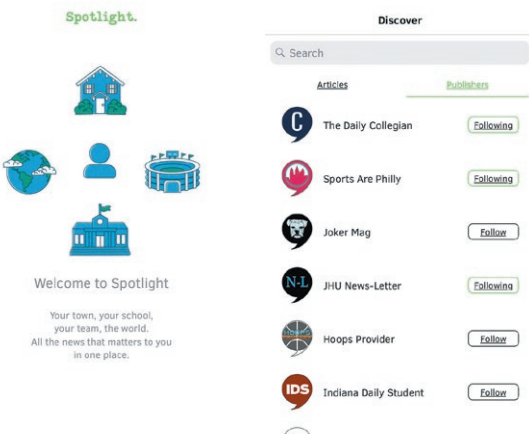 Spotlight.
Welcome to Spotlight
Your town, your school,
your team, the world.
All the news that matters to you
in one place.
Discover
Search
Articles
Publishers
C
The Daily Collegian
Following
Sports Are Philly
Following
Joker Mag
Follow
N-L
JHU News-Letter
Following
Hoops Provider
Follow
IDS
Indiana Daily Student
Follow